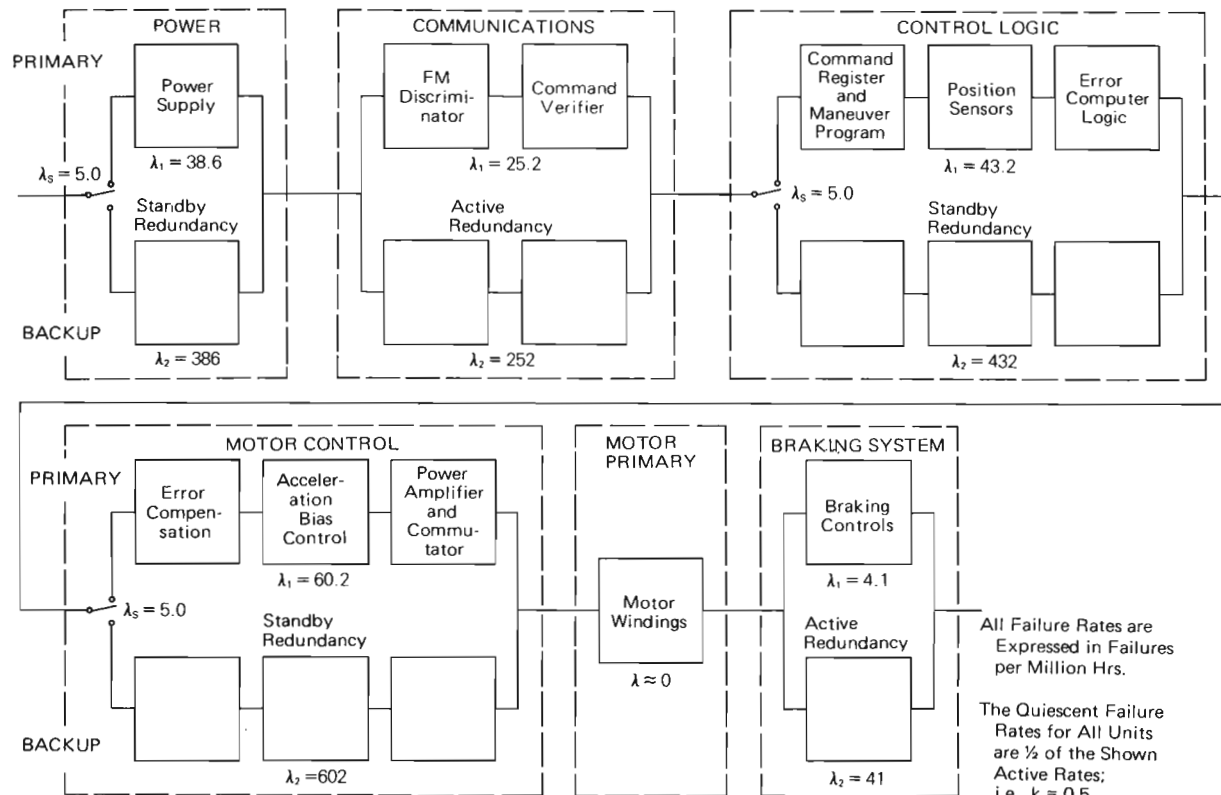 POWER
COMMUNICATIONS
CONTROL LOGIC
PRIMARY
Power
Supply
λ₁ = 38.6
λs = 5.0
Standby
Redundancy
BACKUP
λ₂ = 386
FM
Discrimi-
nator
Command
Verifier
λ₁ = 25.2
Active
Redundancy
λ₂ = 252
Command
Register
and
Maneuver
Program
Position
Sensors
Error
Computer
Logic
λ₁ = 43.2
λs = 5.0
Standby
Redundancy
λ₂ = 432
MOTOR CONTROL
MOTOR
PRIMARY
BRAKING SYSTEM
PRIMARY
Error
Compen-
sation
Acceler-
ation
Bias
Control
Power
Amplifier
and
Commu-
tator
λ₁ = 60.2
λs = 5.0
Standby
Redundancy
BACKUP
λ₂ = 602
Motor
Windings
λ ≈ 0
Braking
Controls
λ₁ = 4.1
Active
Redundancy
λ₂ = 41
All Failure Rates are
Expressed in Failures
per Million Hrs.
The Quiescent Failure
Rates for All Units
are ½ of the Shown
Active Rates;
i.e. k = 0.5